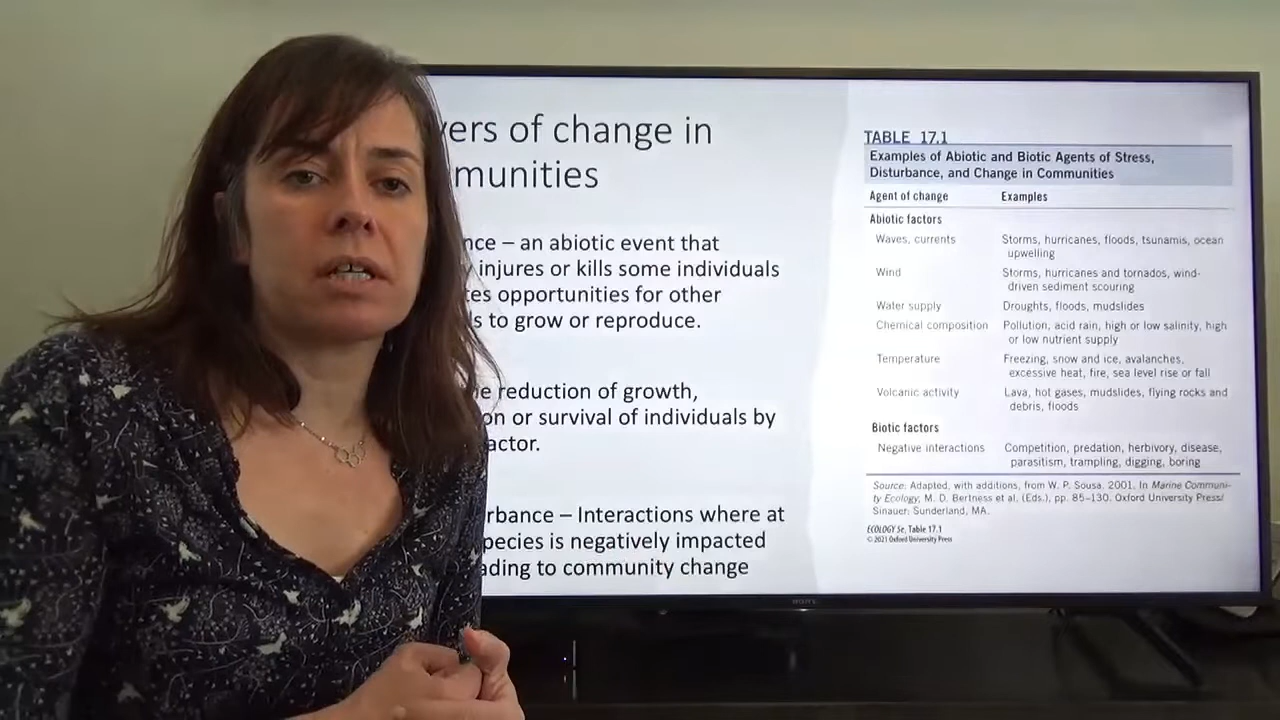 vers of change in
munities
nce – an abiotic event that
injures or kills some individuals
tes opportunities for other
s to grow or reproduce.
e reduction of growth,
on or survival of individuals by
actor.
rbance – Interactions where at
pecies is negatively impacted
ading to community change
TABLE 17.1
Examples of Abiotic and Biotic Agents of Stress,
Disturbance, and Change in Communities
Agent of change Examples
Abiotic factors
Waves, currents Storms, hurricanes, floods, tsunamis, ocean
upwelling
Wind Storms, hurricanes and tornados, wind-
driven sediment scouring
Water supply Droughts, floods, mudslides
Chemical composition Pollution, acid rain, high or low salinity, high
or low nutrient supply
Temperature Freezing, snow and ice, avalanches,
excessive heat, fire, sea level rise or fall
Volcanic activity Lava, hot gases, mudslides, flying rocks and
debris, floods
Biotic factors
Negative interactions Competition, predation, herbivory, disease,
parasitism, trampling, digging, boring
Source: Adapted, with additions, from W. P. Sousa. 2001. In Marine Communi-
ty Ecology, M. D. Bertness et al. (Eds.), pp. 85–130. Oxford University Press/
Sinauer: Sunderland, MA.
ECOLOGY 5e, Table 17.1
© 2021 Oxford University Press
SONY